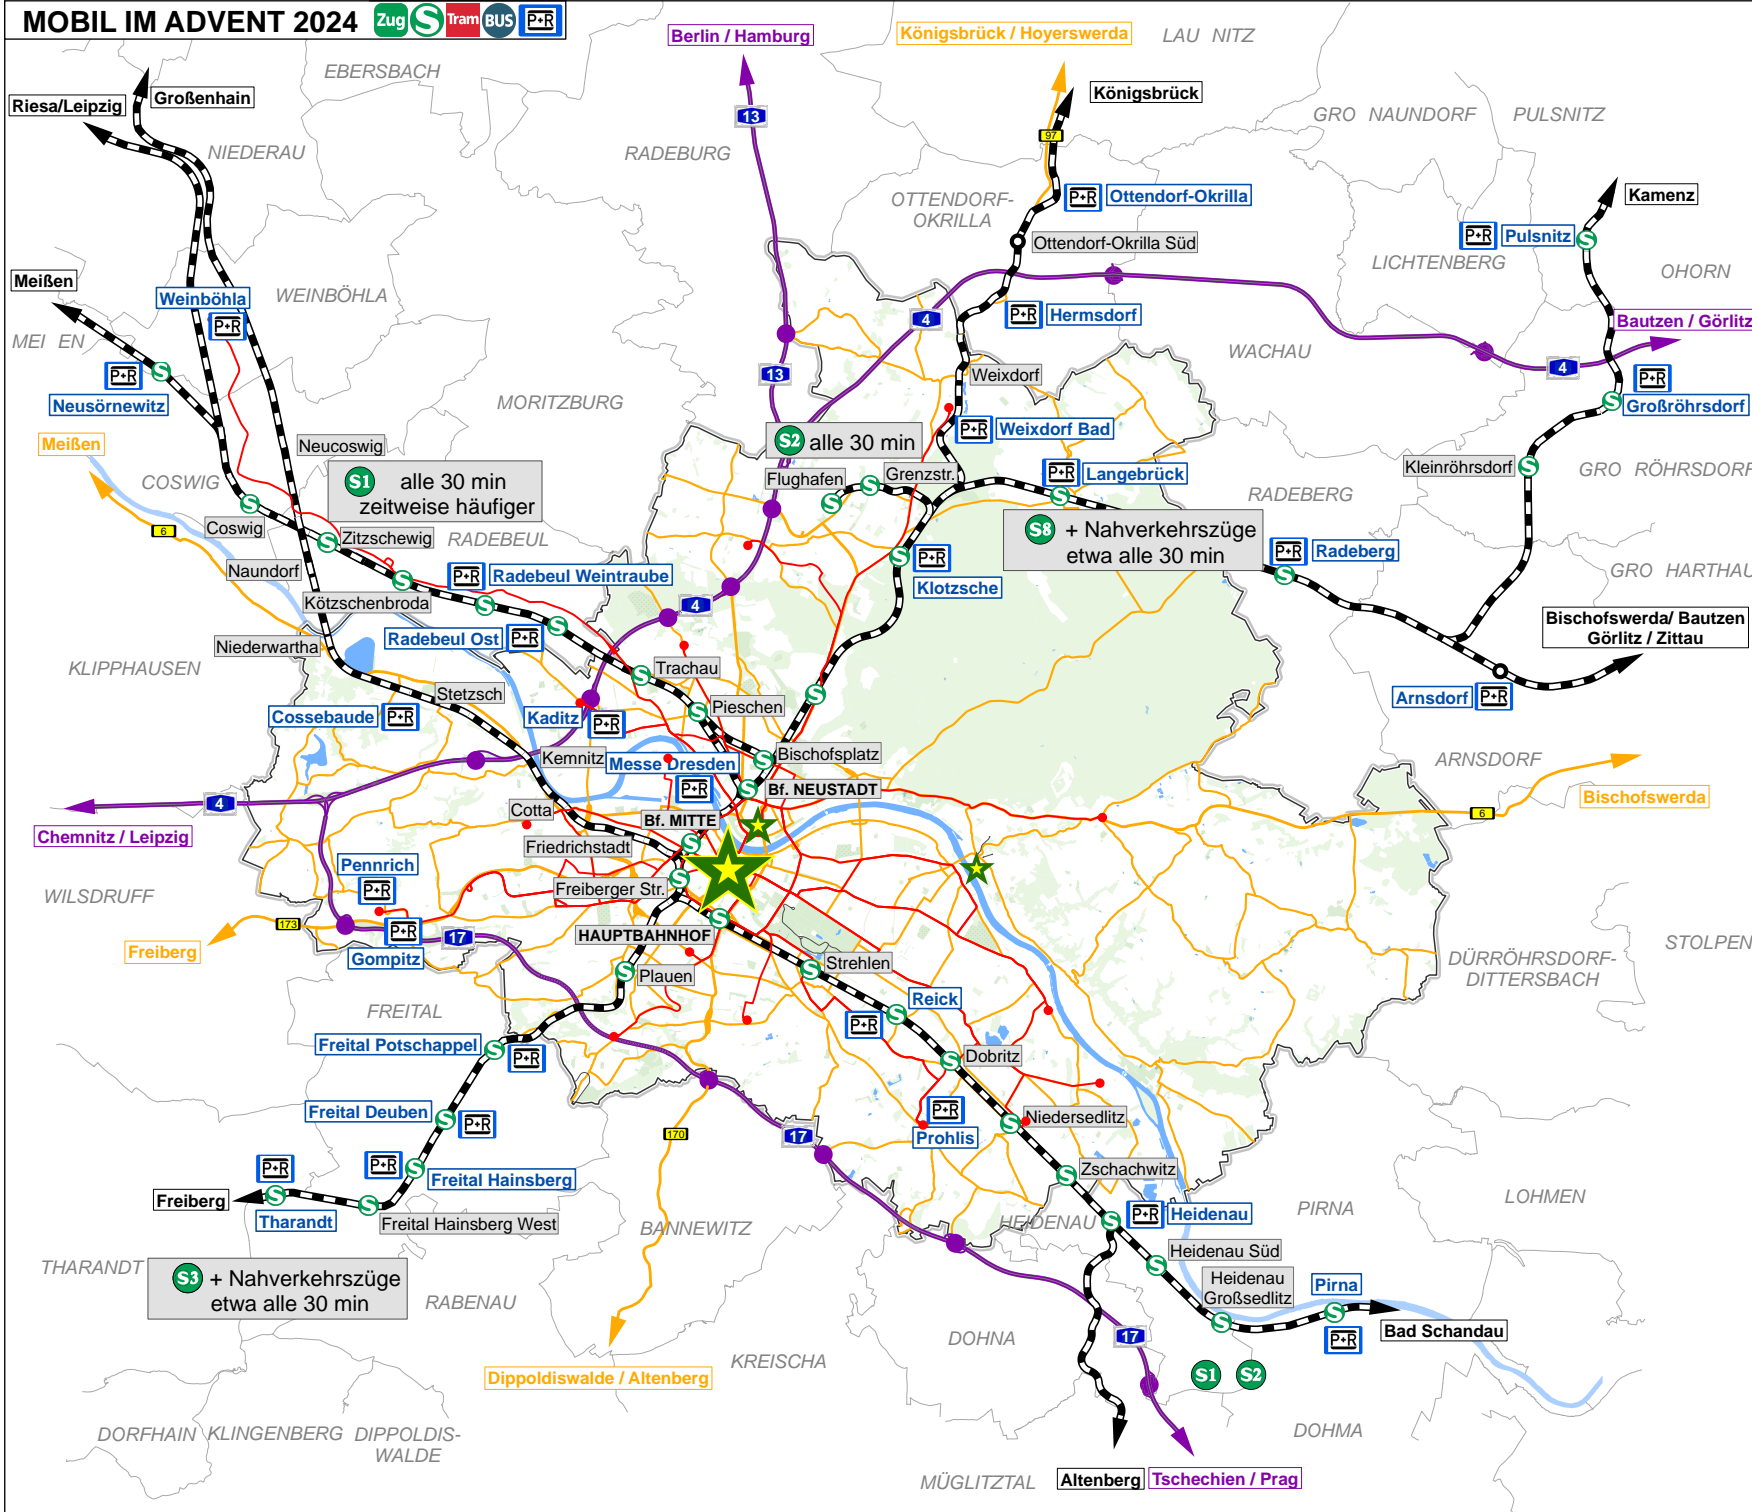 MOBIL IM ADVENT 2024 Zug S Tram BUS P+R
Berlin / Hamburg
Königsbrück / Hoyerswerda
LAU NITZ
EBERSBACH
Riesa/Leipzig
Großenhain
Königsbrück
13
97
GRO NAUNDORF
PULSNITZ
NIEDERAU
RADEBURG
OTTENDORF-
OKRILLA
P+R Ottendorf-Okrilla
Kamenz
P+R Pulsnitz
Ottendorf-Okrilla Süd
LICHTENBERG
OHORN
Meißen
Weinböhla
P+R
WEINBÖHLA
MEI EN
4
P+R Hermsdorf
Bautzen / Görlitz
WACHAU
4
13
Weixdorf
P+R
Neusörnewitz
P+R
Großröhrsdorf
MORITZBURG
P+R Weixdorf Bad
Meißen
Neucoswig
S2 alle 30 min
Flughafen
Grenzstr.
P+R Langebrück
Kleinröhrsdorf
GRO RÖHRSDORF
COSWIG
S1 alle 30 min
zeitweise häufiger
RADEBERG
6
Coswig
Zitzschewig
RADEBEUL
S8 + Nahverkehrszüge
etwa alle 30 min
P+R Radeberg
Naundorf
P+R Radebeul Weintraube
P+R
Klotzsche
GRO HARTHAU
Kötzschenbroda
4
Radebeul Ost P+R
Bischofswerda/ Bautzen
Görlitz / Zittau
Niederwartha
KLIPPHAUSEN
Trachau
Stetzsch
Arnsdorf P+R
Cossebaude P+R
Kaditz P+R
Pieschen
Kemnitz
Messe Dresden
P+R
Bischofsplatz
ARNSDORF
Bf. NEUSTADT
Bischofswerda
4
Cotta
Bf. MITTE
6
Chemnitz / Leipzig
Friedrichstadt
Pennrich
P+R
Freiberger Str.
WILSDRUFF
173
P+R
17
HAUPTBAHNHOF
Freiberg
Gompitz
Plauen
Strehlen
STOLPEN
DÜRRÖHRSDORF-
DITTERSBACH
FREITAL
Reick
P+R
Freital Potschappel
P+R
Dobritz
Freital Deuben
P+R
P+R
Prohlis
Niedersedlitz
170
17
P+R
P+R
Freital Hainsberg
Zschachwitz
Freiberg
Tharandt
Freital Hainsberg West
BANNEWITZ
HEIDENAU
P+R Heidenau
PIRNA
LOHMEN
THARANDT
S3 + Nahverkehrszüge
etwa alle 30 min
RABENAU
Heidenau Süd
Heidenau
Großsedlitz
Pirna
P+R
Bad Schandau
DOHNA
17
KREISCHA
Dippoldiswalde / Altenberg
S1 S2
DORFHAIN
KLINGENBERG
DIPPOLDIS-
WALDE
DOHMA
MÜGLITZTAL
Altenberg
Tschechien / Prag